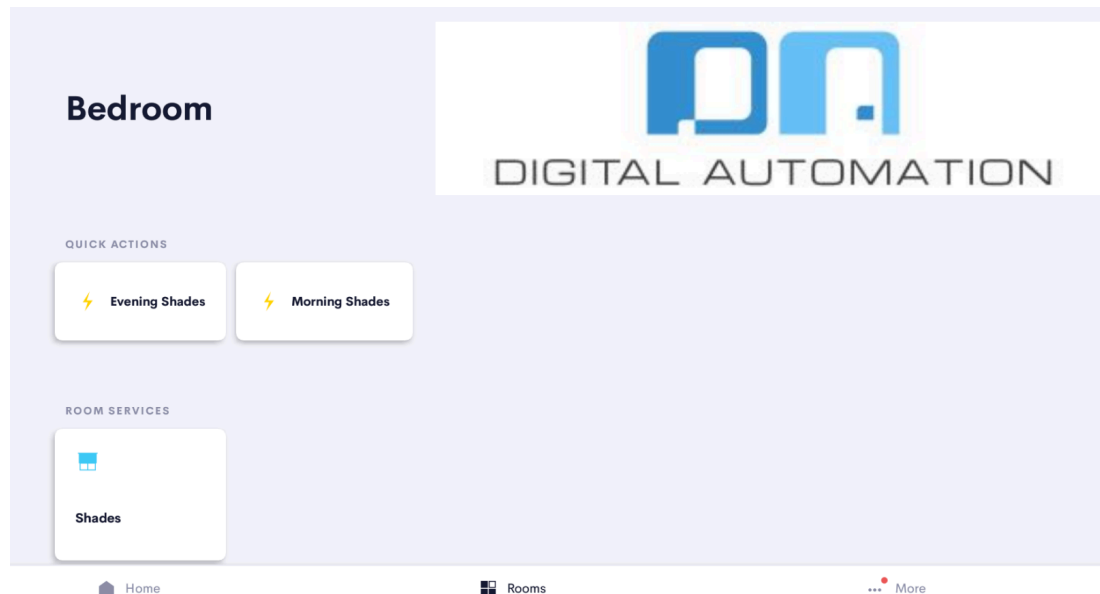 Bedroom
DIGITAL AUTOMATION
QUICK ACTIONS
Evening Shades
Morning Shades
ROOM SERVICES
Shades
Home
Rooms
More